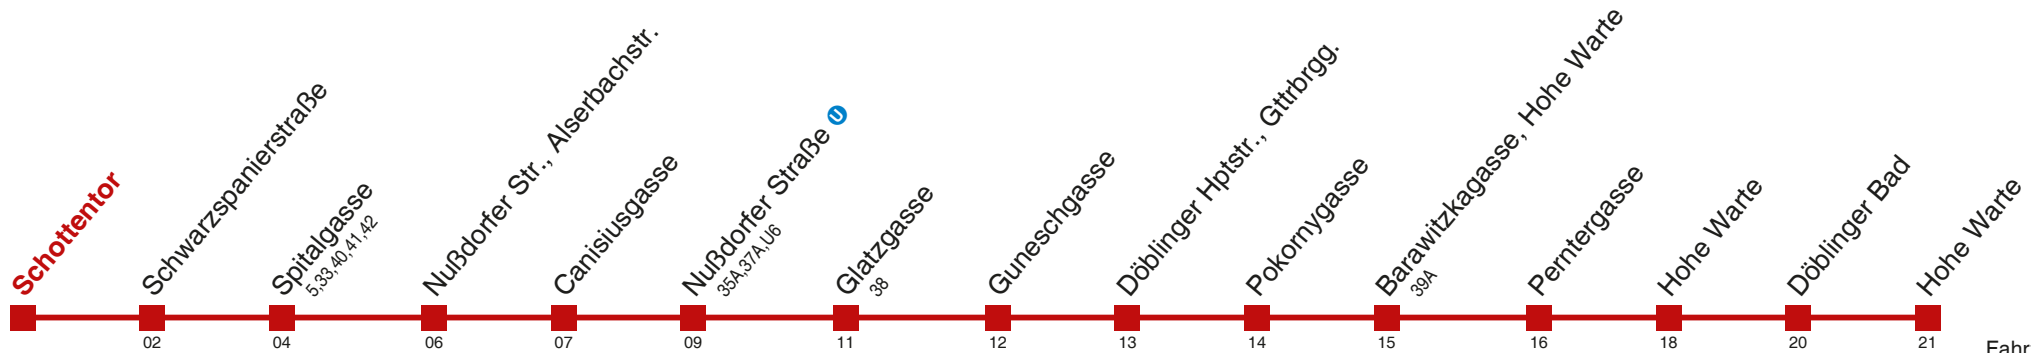 Schottentor
Schwarzspanierstraße
Spitalgasse
5,33,40,41,42
Nußdorfer Str., Alserbachstr.
Canisiusgasse
Nußdorfer Straße U
35A,37A,U6
Glatzgasse
38
Guneschgasse
Döblinger Hptstr., Gttrbrgg.
Pokornygasse
Barawitzkagasse, Hohe Warte
39A
Perntergasse
Hohe Warte
Döblinger Bad
Hohe Warte
02 04 06 07 09 11 12 13 14 15 16 18 20 21
Fahr